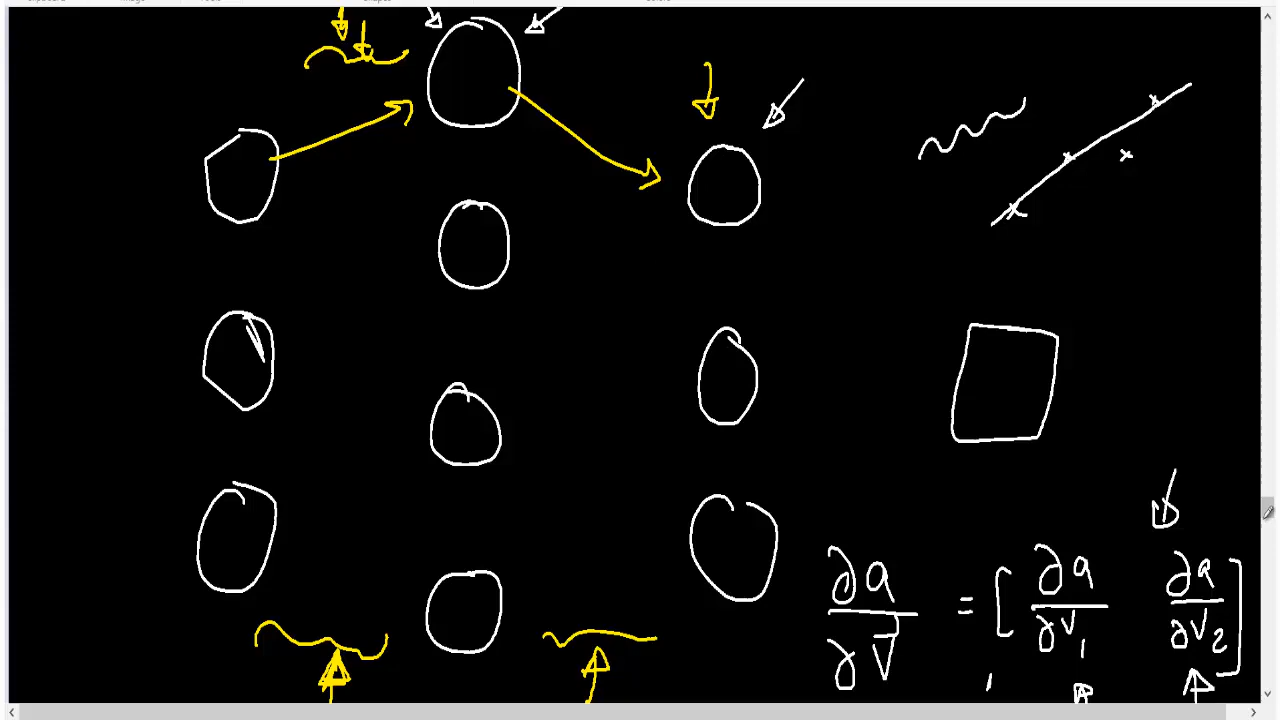 ∂a/∂V⃗ = [ ∂a/∂V₁ ∂a/∂V₂ ]